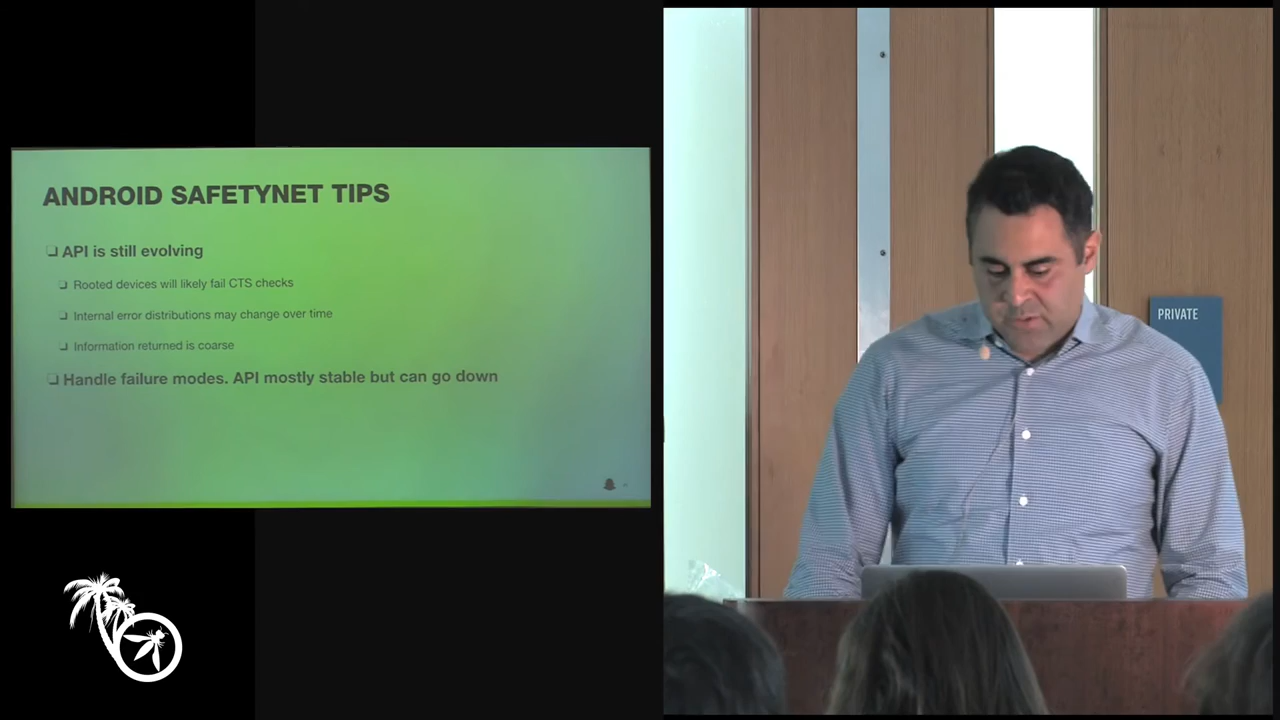 ANDROID SAFETYNET TIPS
API is still evolving
Rooted devices will likely fail CTS checks
Internal error distributions may change over time
Information returned is coarse
Handle failure modes. API mostly stable but can go down
PRIVATE